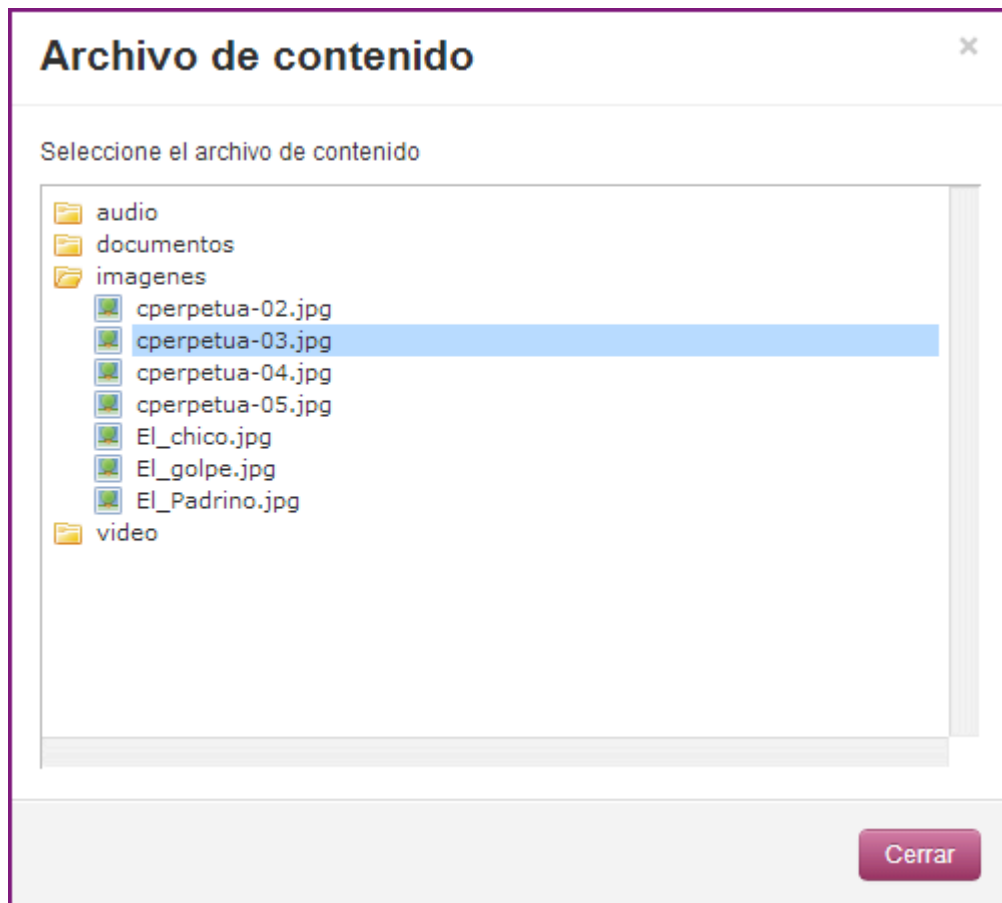 Archivo de contenido
×
Seleccione el archivo de contenido
audio
documentos
imagenes
cperpetua-02.jpg
cperpetua-03.jpg
cperpetua-04.jpg
cperpetua-05.jpg
El_chico.jpg
El_golpe.jpg
El_Padrino.jpg
video
Cerrar